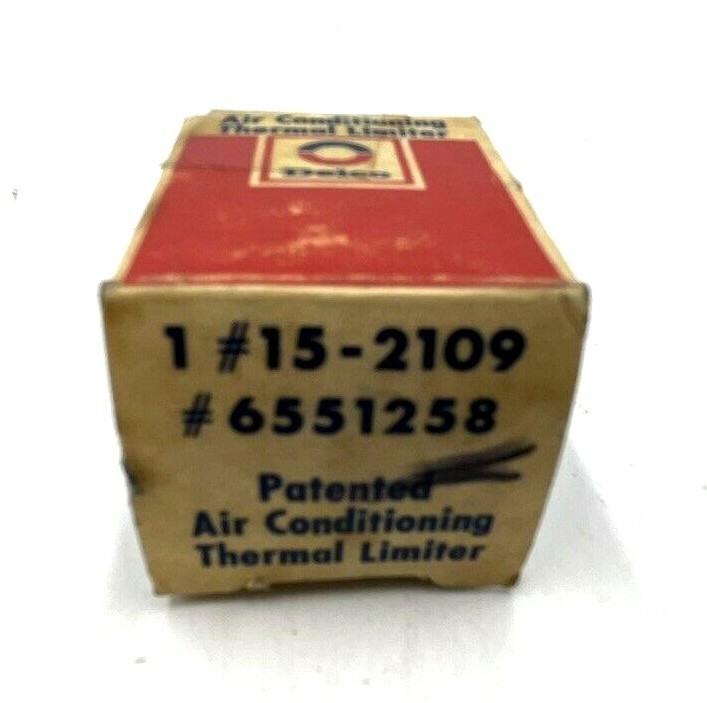 Air Conditioning
Thermal Limiter
Delco
1 #15-2109
#6551258
Patented
Air Conditioning
Thermal Limiter